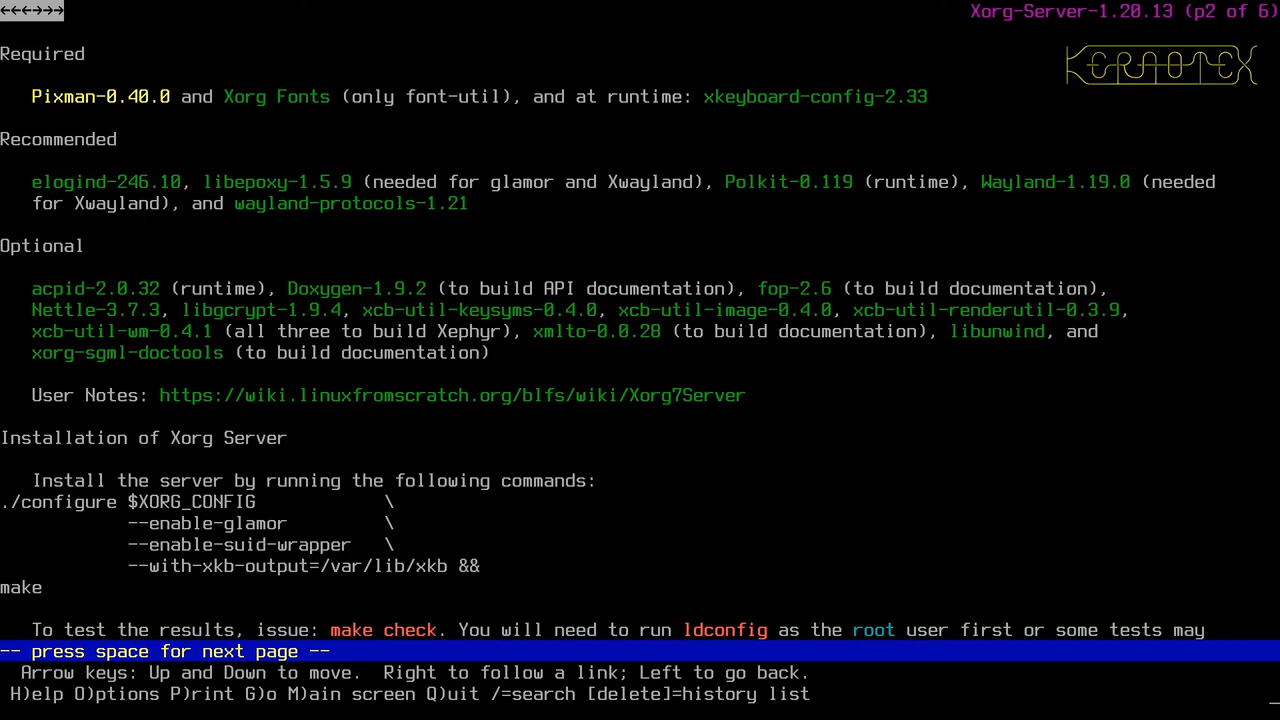 ←←←→→→ Xorg-Server-1.20.13 (p2 of 6)
KERAOTEX
Required
Pixman-0.40.0 and Xorg Fonts (only font-util), and at runtime: xkeyboard-config-2.33
Recommended
elogind-246.10, libepoxy-1.5.9 (needed for glamor and Xwayland), Polkit-0.119 (runtime), Wayland-1.19.0 (needed
for Xwayland), and wayland-protocols-1.21
Optional
acpid-2.0.32 (runtime), Doxygen-1.9.2 (to build API documentation), fop-2.6 (to build documentation),
Nettle-3.7.3, libgcrypt-1.9.4, xcb-util-keysyms-0.4.0, xcb-util-image-0.4.0, xcb-util-renderutil-0.3.9,
xcb-util-wm-0.4.1 (all three to build Xephyr), xmlto-0.0.28 (to build documentation), libunwind, and
xorg-sgml-doctools (to build documentation)
User Notes: https://wiki.linuxfromscratch.org/blfs/wiki/Xorg7Server
Installation of Xorg Server
Install the server by running the following commands:
./configure $XORG_CONFIG \
--enable-glamor \
--enable-suid-wrapper \
--with-xkb-output=/var/lib/xkb &&
make
To test the results, issue: make check. You will need to run ldconfig as the root user first or some tests may
-- press space for next page --
Arrow keys: Up and Down to move. Right to follow a link; Left to go back.
H)elp O)ptions P)rint G)o M)ain screen Q)uit /=search [delete]=history list